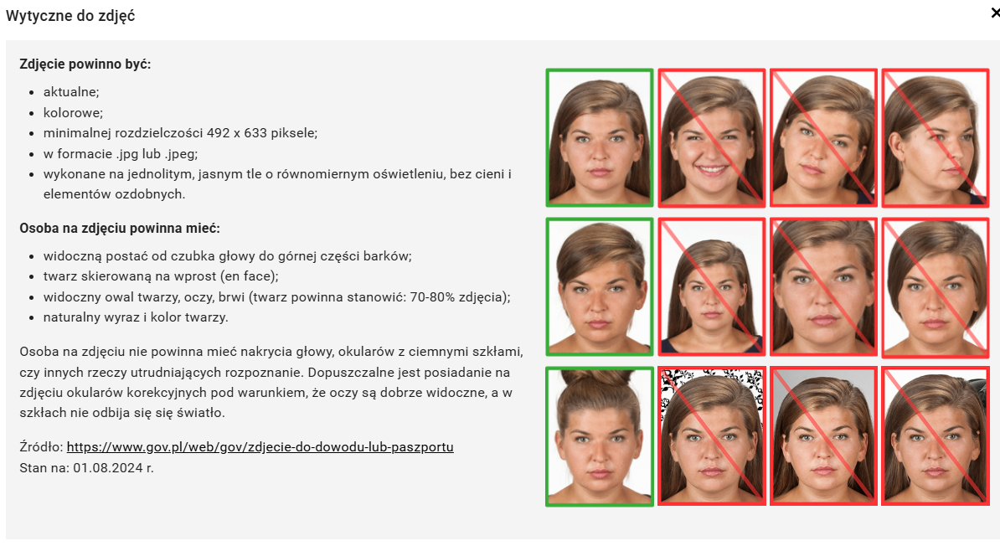 Wytyczne do zdjęć
Zdjęcie powinno być:
• aktualne;
• kolorowe;
• minimalnej rozdzielczości 492 x 633 piksele;
• w formacie .jpg lub .jpeg;
• wykonane na jednolitym, jasnym tle o równomiernym oświetleniu, bez cieni i
elementów ozdobnych.
Osoba na zdjęciu powinna mieć:
• widoczną postać od czubka głowy do górnej części barków;
• twarz skierowaną na wprost (en face);
• widoczny owal twarzy, oczy, brwi (twarz powinna stanowić: 70-80% zdjęcia);
• naturalny wyraz i kolor twarzy.
Osoba na zdjęciu nie powinna mieć nakrycia głowy, okularów z ciemnymi szkłami,
czy innych rzeczy utrudniających rozpoznanie. Dopuszczalne jest posiadanie na
zdjęciu okularów korekcyjnych pod warunkiem, że oczy są dobrze widoczne, a w
szkłach nie odbija się się światło.
Źródło: https://www.gov.pl/web/gov/zdjecie-do-dowodu-lub-paszportu
Stan na: 01.08.2024 r.